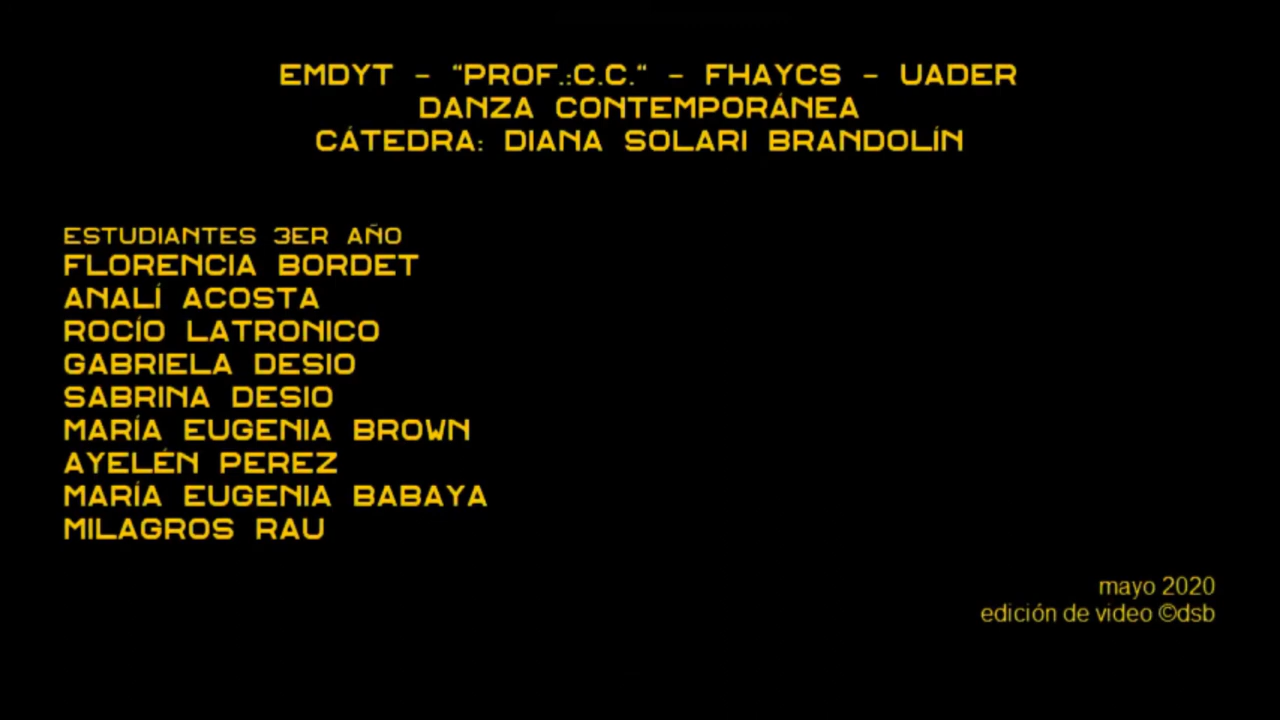 EMDYT - "PROF.:C.C." - FHAYCS - UADER
DANZA CONTEMPORÁNEA
CÁTEDRA: DIANA SOLARI BRANDOLÍN
ESTUDIANTES 3ER AÑO
FLORENCIA BORDET
ANALÍ ACOSTA
ROCÍO LATRONICO
GABRIELA DESIO
SABRINA DESIO
MARÍA EUGENIA BROWN
AYELÉN PEREZ
MARÍA EUGENIA BABAYA
MILAGROS RAU
mayo 2020
edición de video ©dsb